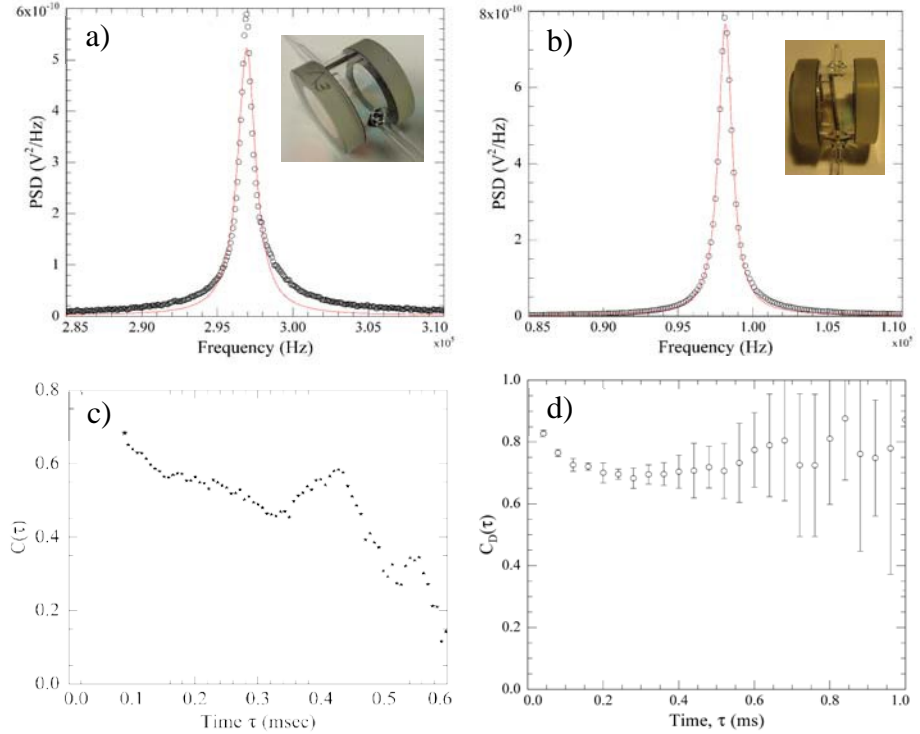 6x10⁻¹⁰
a)
5
4
3
2
1
0
PSD (V²/Hz)
2.85
2.90
2.95
3.00
3.05
3.10
x10⁵
Frequency (Hz)
8x10⁻¹⁰
b)
6
4
2
0
PSD (V²/Hz)
0.85
0.90
0.95
1.00
1.05
1.10
x10⁵
Frequency (Hz)
0.8
c)
0.6
0.4
0.2
0.0
C(τ)
0.0
0.1
0.2
0.3
0.4
0.5
0.6
Time τ (msec)
1.0
d)
0.8
0.6
0.4
0.2
0.0
C_D(τ)
0.0
0.2
0.4
0.6
0.8
1.0
Time, τ (ms)